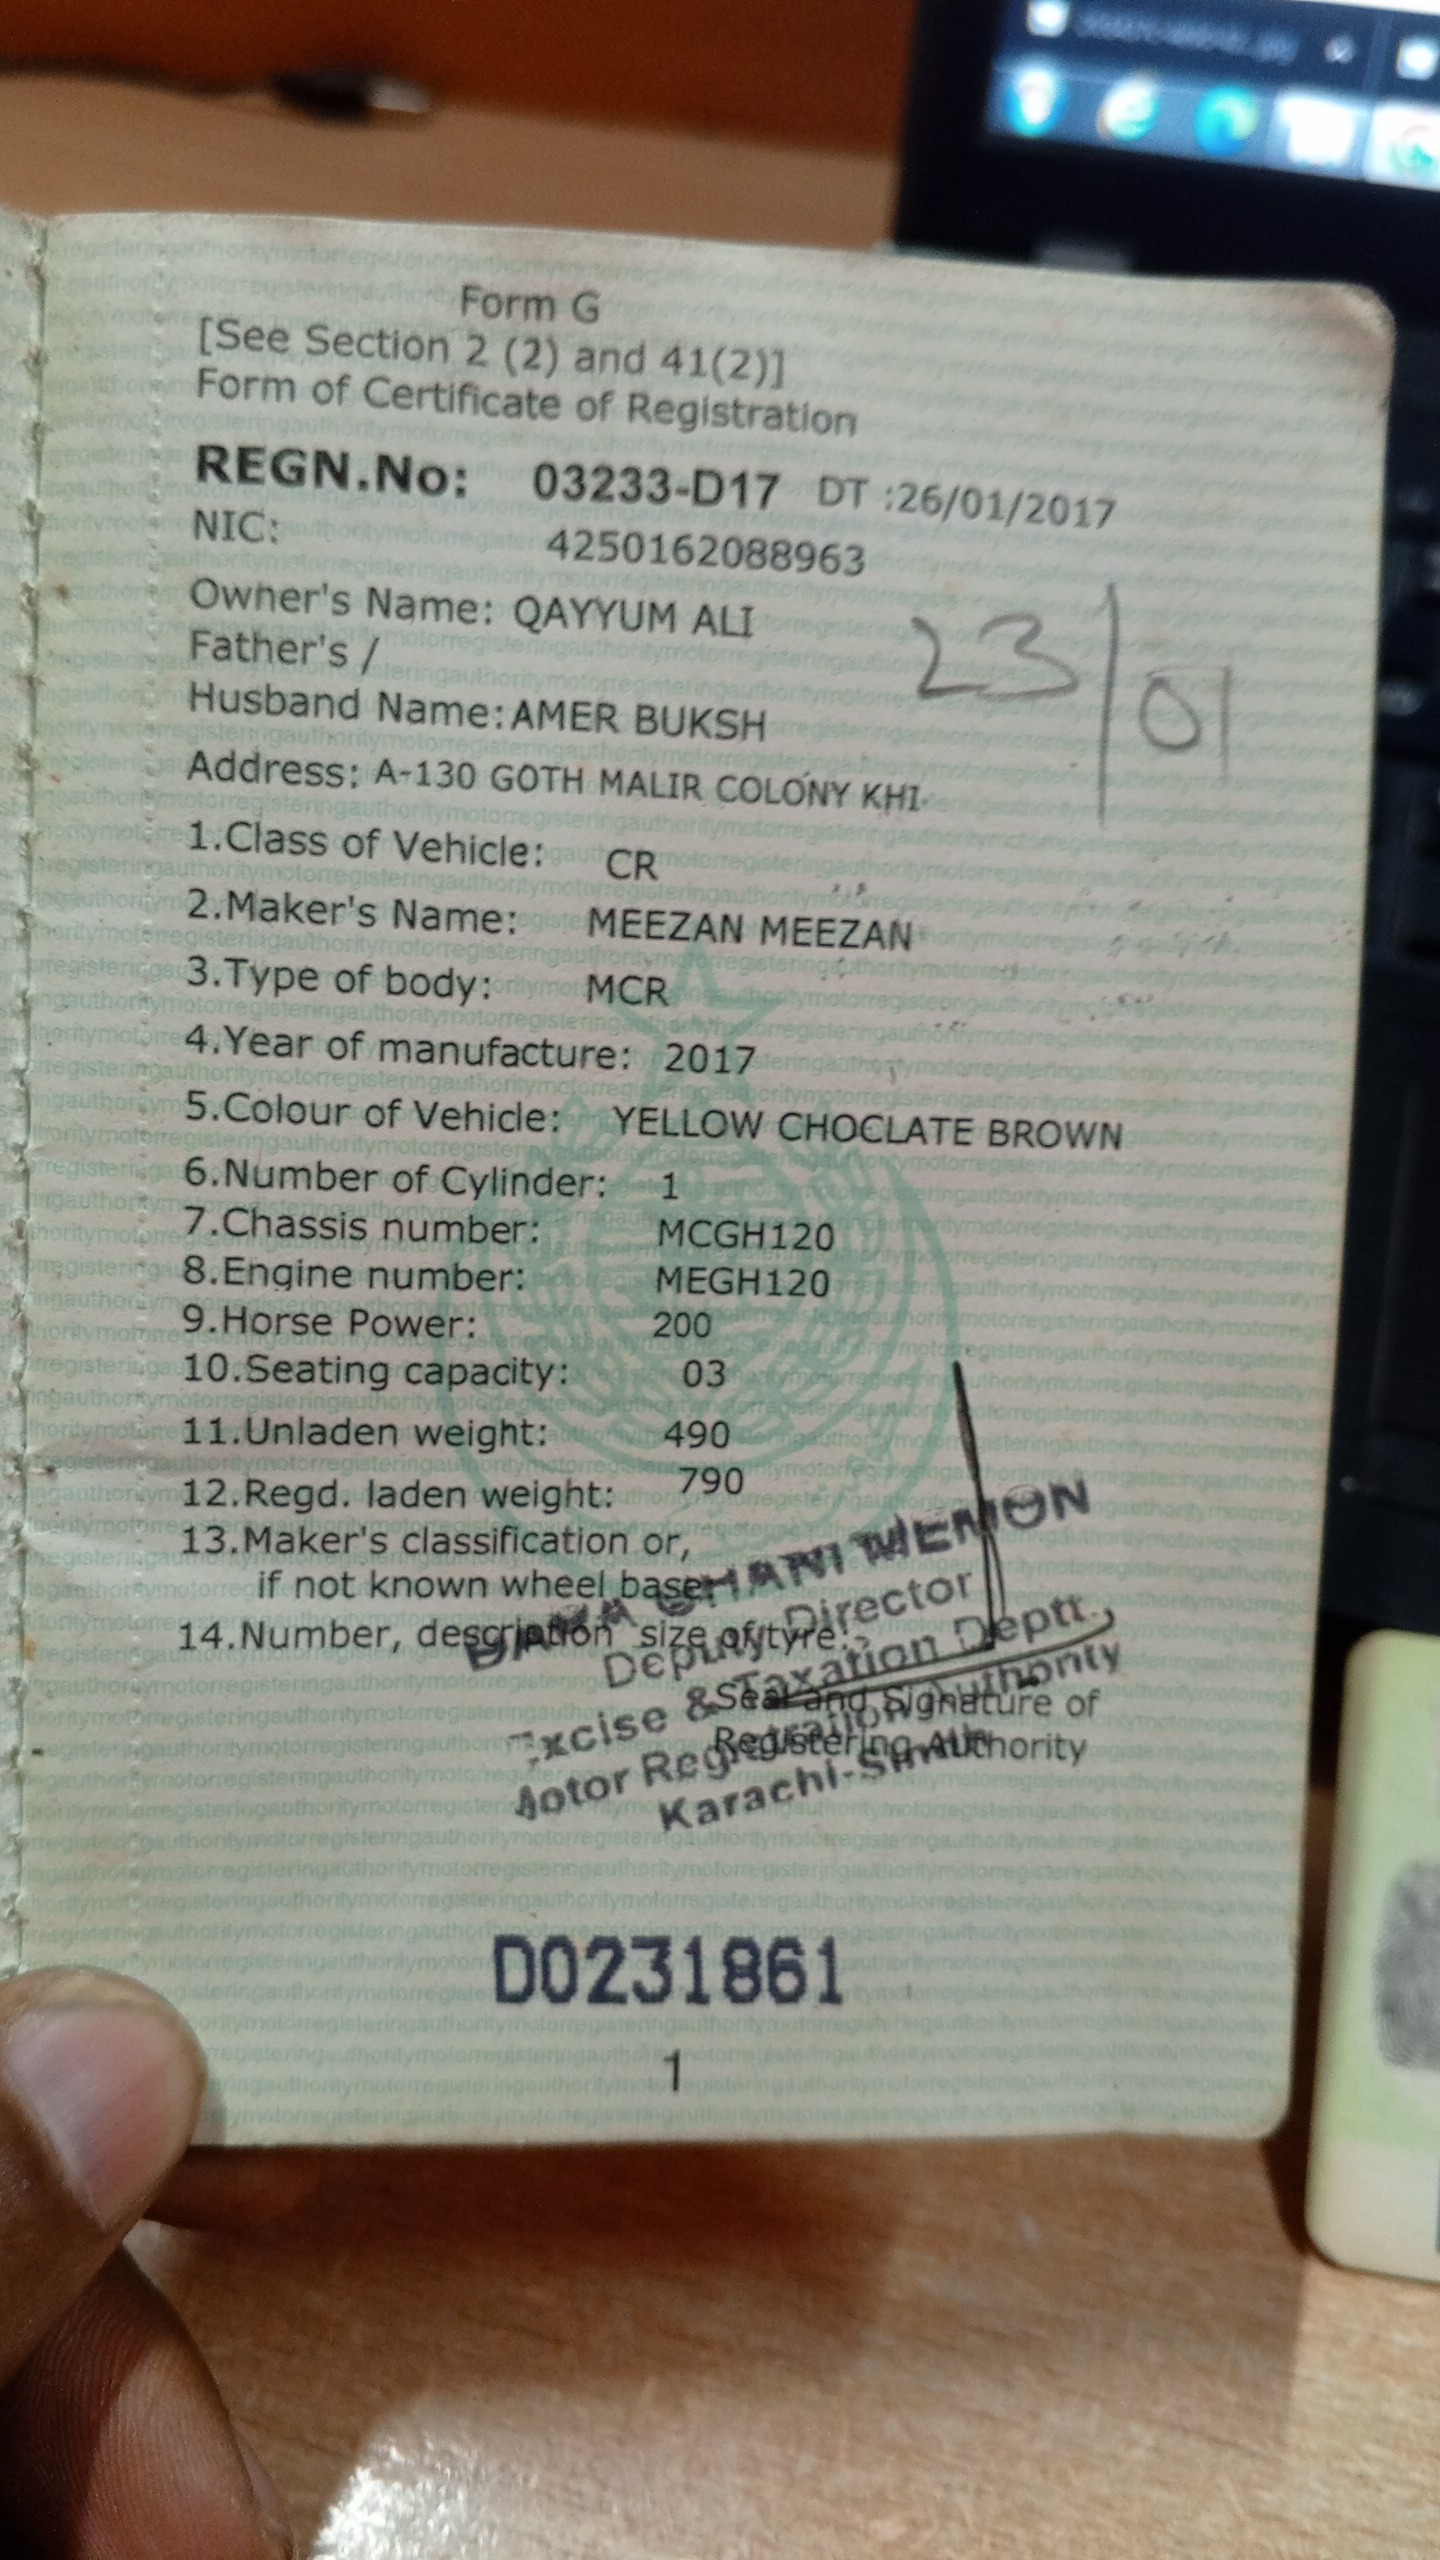 Form G
[See Section 2 (2) and 41(2)]
Form of Certificate of Registration
REGN.No: 03233-D17 DT :26/01/2017
NIC: 4250162088963
Owner's Name: QAYYUM ALI
Father's /
Husband Name: AMER BUKSH
23/01
Address: A-130 GOTH MALIR COLONY KHI
1.Class of Vehicle: CR
2.Maker's Name: MEEZAN MEEZAN
3.Type of body: MCR
4.Year of manufacture: 2017
5.Colour of Vehicle: YELLOW CHOCLATE BROWN
6.Number of Cylinder: 1
7.Chassis number: MCGH120
8.Engine number: MEGH120
9.Horse Power: 200
10.Seating capacity: 03
11.Unladen weight: 490
12.Regd. laden weight: 790
13.Maker's classification or,
if not known wheel base:
14.Number, description size of tyre:
GHANI MEMON
Deputy Director
Excise & Taxation Deptt.
Motor Registration Authority
Karachi-Sindh
Seal and Signature of
Registering Authority
D0231861
1